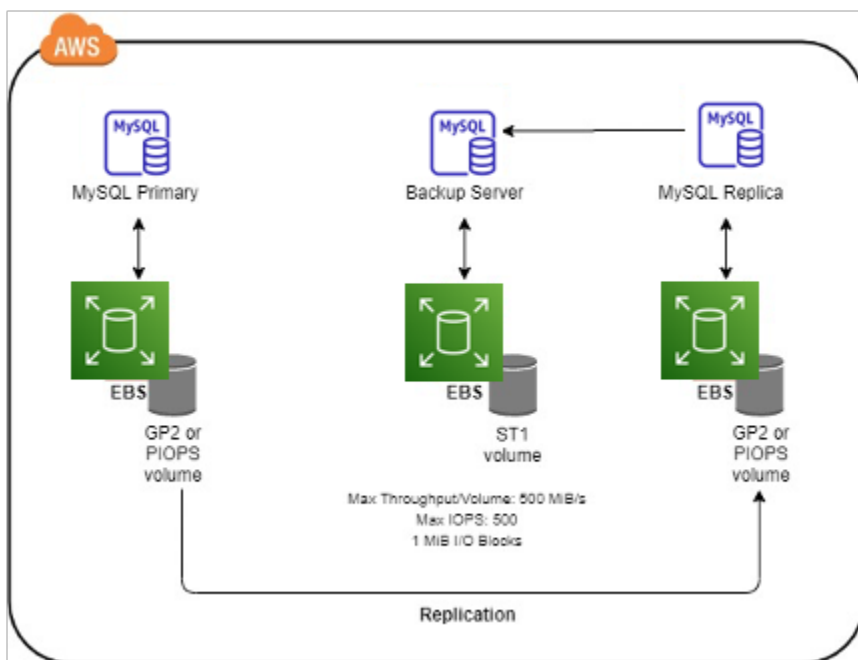 AWS
MySQL
MySQL
MySQL
MySQL Primary
Backup Server
MySQL Replica
EBS
EBS
EBS
GP2 or
PIOPS
volume
ST1
volume
GP2 or
PIOPS
volume
Max Throughput/Volume: 500 MiB/s
Max IOPS: 500
1 MiB I/O Blocks
Replication